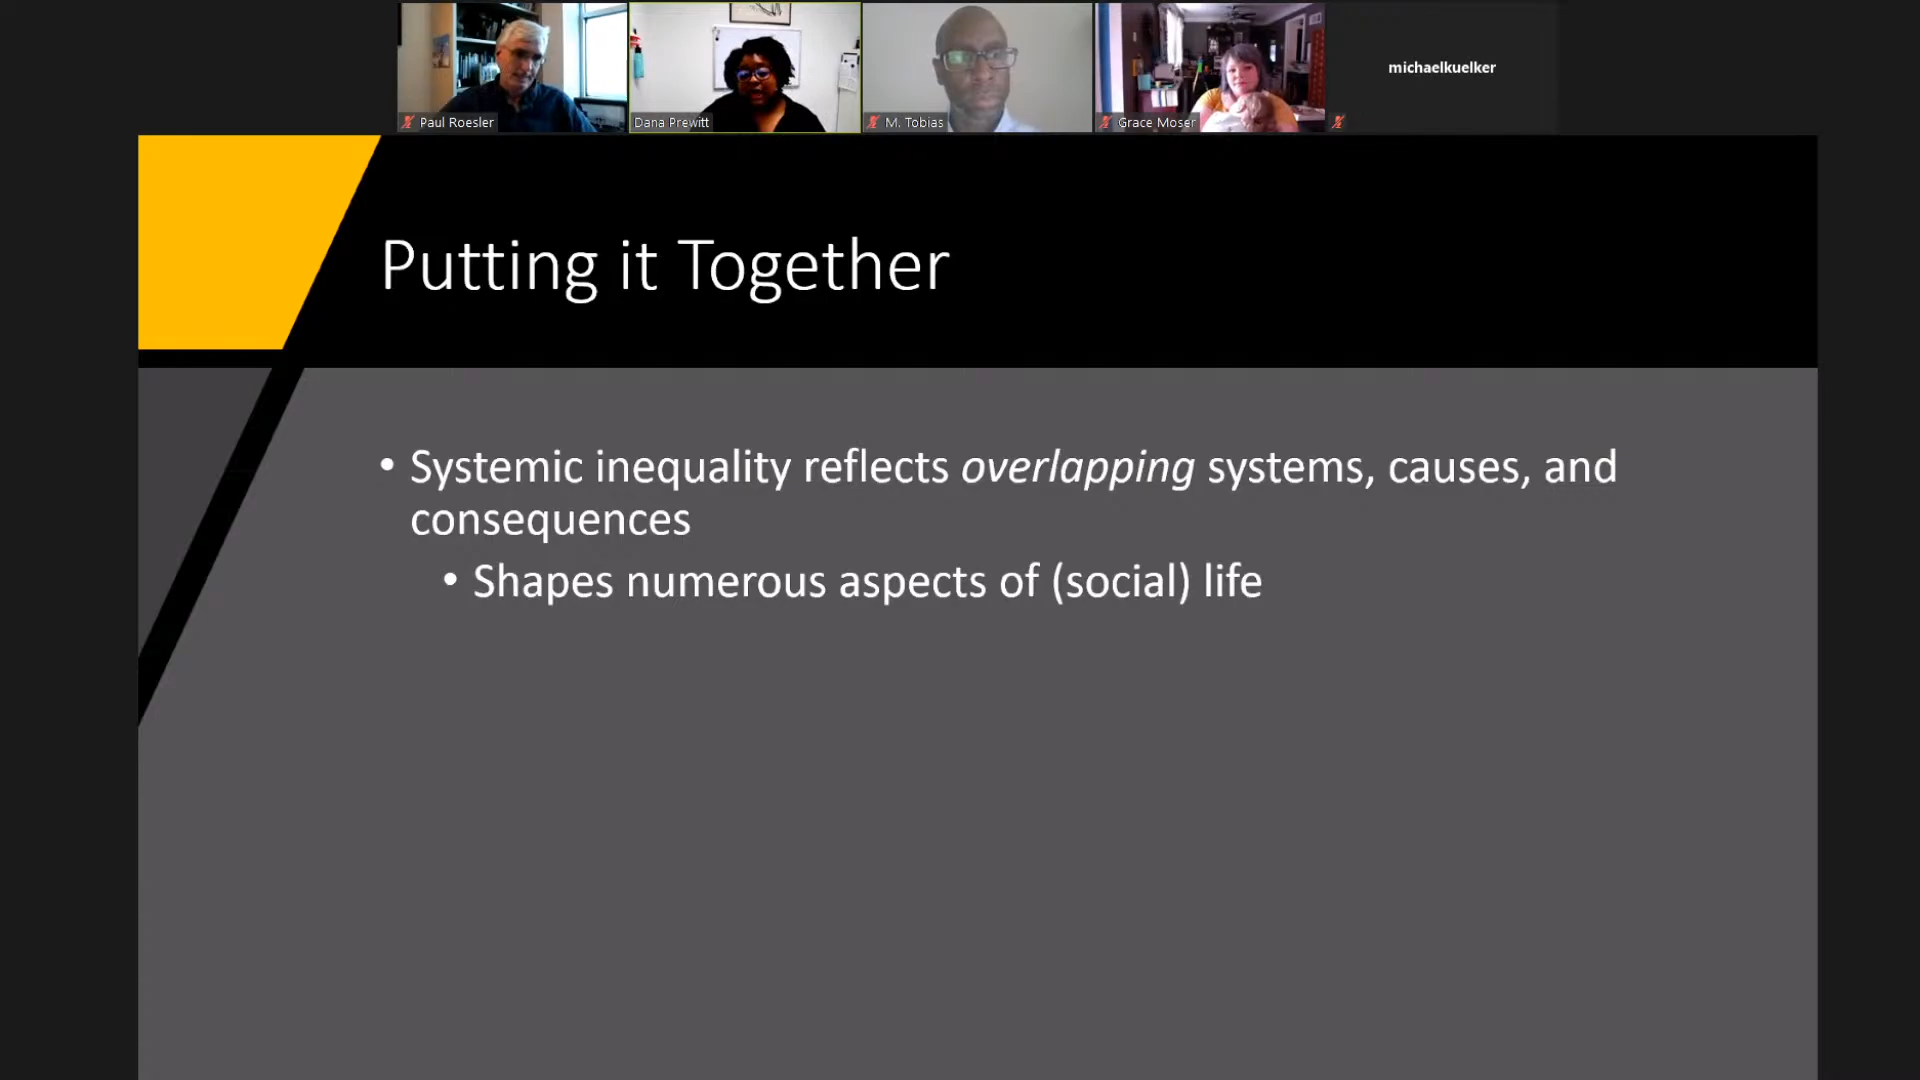 michaelkuelker
Paul Roesler
Dana Prewitt
M. Tobias
Grace Moser
Putting it Together
• Systemic inequality reflects overlapping systems, causes, and
consequences
• Shapes numerous aspects of (social) life